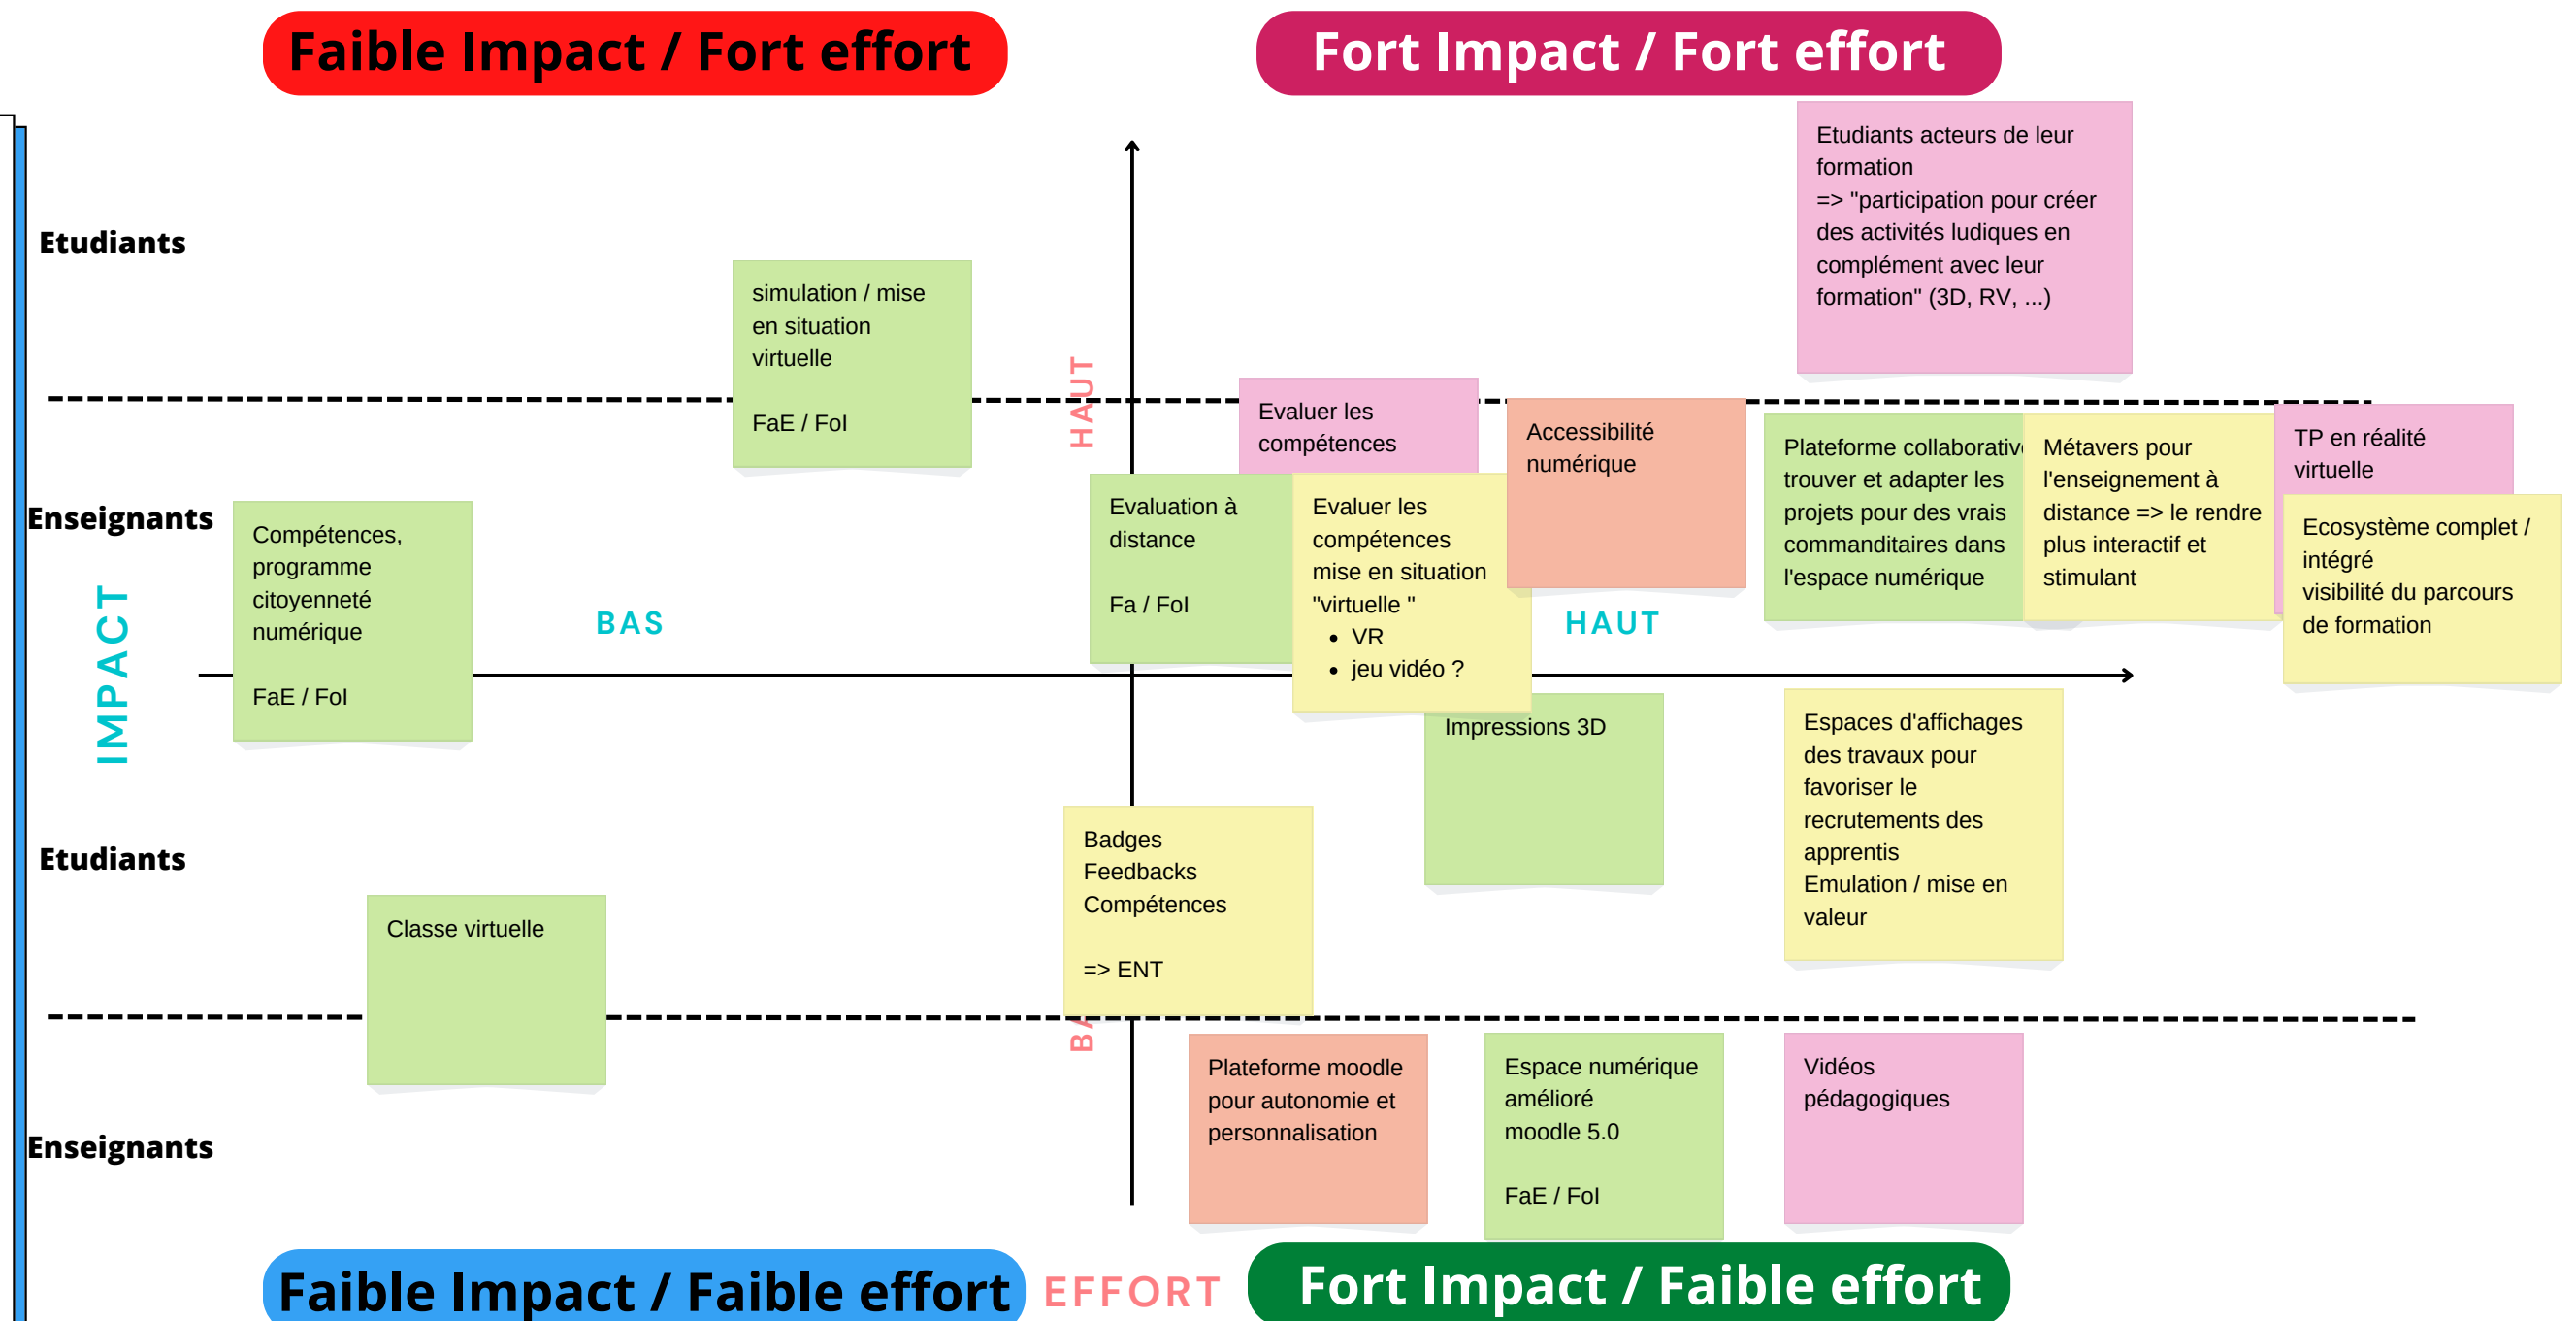 Faible Impact / Fort effort
Fort Impact / Fort effort
Etudiants acteurs de leur
formation
=> "participation pour créer
des activités ludiques en
complément avec leur
formation" (3D, RV, ...)
Etudiants
simulation / mise
en situation
virtuelle
FaE / FoI
HAUT
Evaluer les
compétences
Accessibilité
numérique
Plateforme collaborative
trouver et adapter les
projets pour des vrais
commanditaires dans
l'espace numérique
Métavers pour
l'enseignement à
distance => le rendre
plus interactif et
stimulant
TP en réalité
virtuelle
Ecosystème complet /
intégré
visibilité du parcours
de formation
Enseignants
Compétences,
programme
citoyenneté
numérique
FaE / FoI
Evaluation à
distance
Fa / FoI
Evaluer les
compétences
mise en situation
"virtuelle "
• VR
• jeu vidéo ?
IMPACT
BAS
HAUT
Impressions 3D
Espaces d'affichages
des travaux pour
favoriser le
recrutements des
apprentis
Emulation / mise en
valeur
Etudiants
Badges
Feedbacks
Compétences
=> ENT
Classe virtuelle
Enseignants
Plateforme moodle
pour autonomie et
personnalisation
Espace numérique
amélioré
moodle 5.0
FaE / FoI
Vidéos
pédagogiques
Faible Impact / Faible effort
EFFORT
Fort Impact / Faible effort